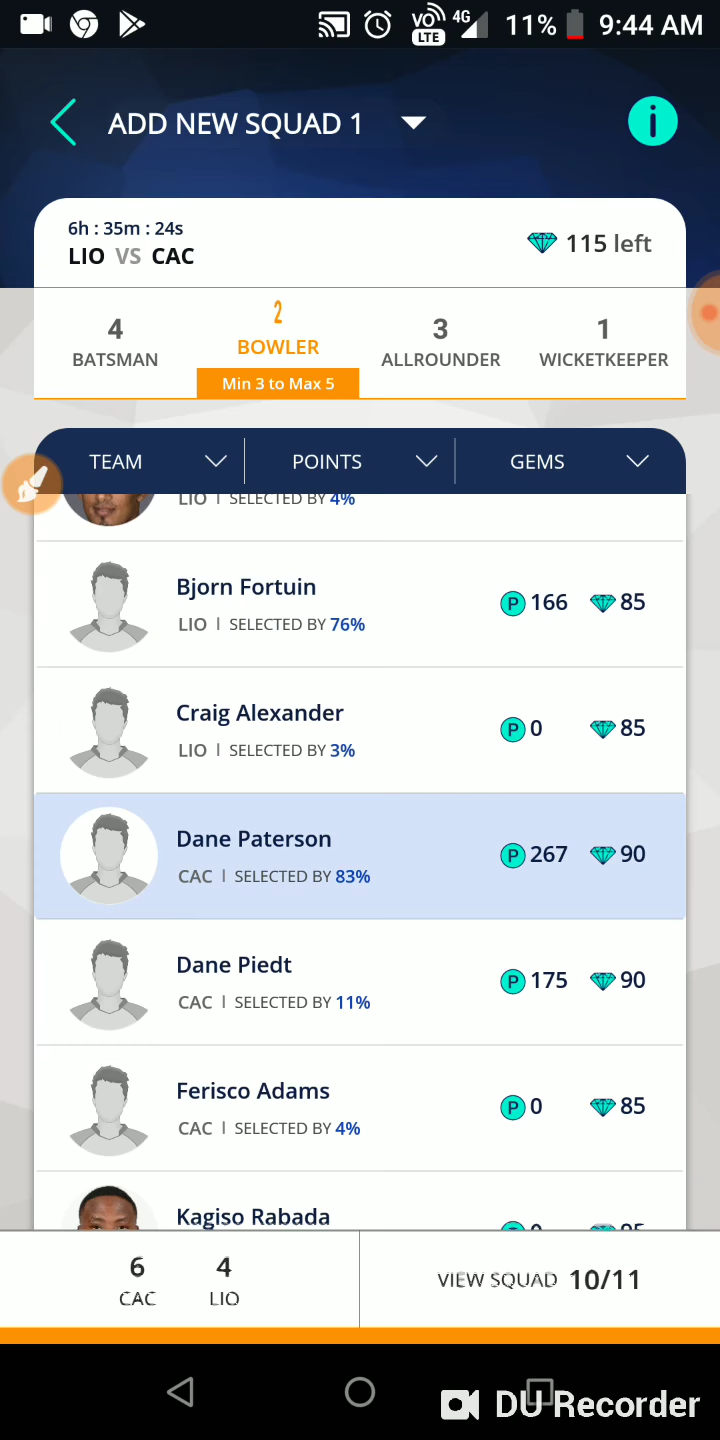 VO LTE 4G 11% 9:44 AM
ADD NEW SQUAD 1
i
6h : 35m : 24s
LIO VS CAC
115 left
4 2 3 1
BATSMAN BOWLER ALLROUNDER WICKETKEEPER
Min 3 to Max 5
TEAM POINTS GEMS
LIO | SELECTED BY 4%
Bjorn Fortuin
P 166 85
LIO | SELECTED BY 76%
Craig Alexander
P 0 85
LIO | SELECTED BY 3%
Dane Paterson
P 267 90
CAC | SELECTED BY 83%
Dane Piedt
P 175 90
CAC | SELECTED BY 11%
Ferisco Adams
P 0 85
CAC | SELECTED BY 4%
Kagiso Rabada
0 95
6 4
CAC LIO
VIEW SQUAD 10/11
DU Recorder